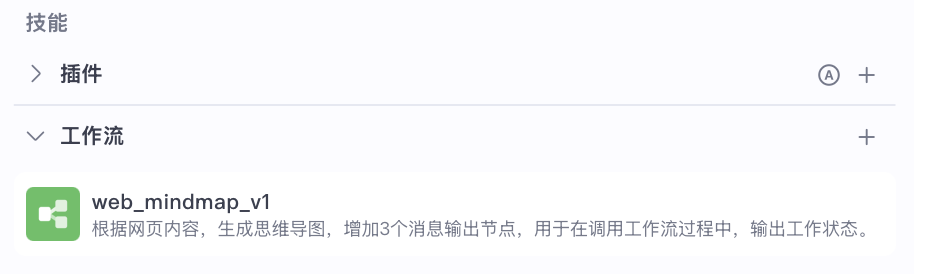 技能
插件
A
工作流
web_mindmap_v1
根据网页内容，生成思维导图，增加3个消息输出节点，用于在调用工作流过程中，输出工作状态。